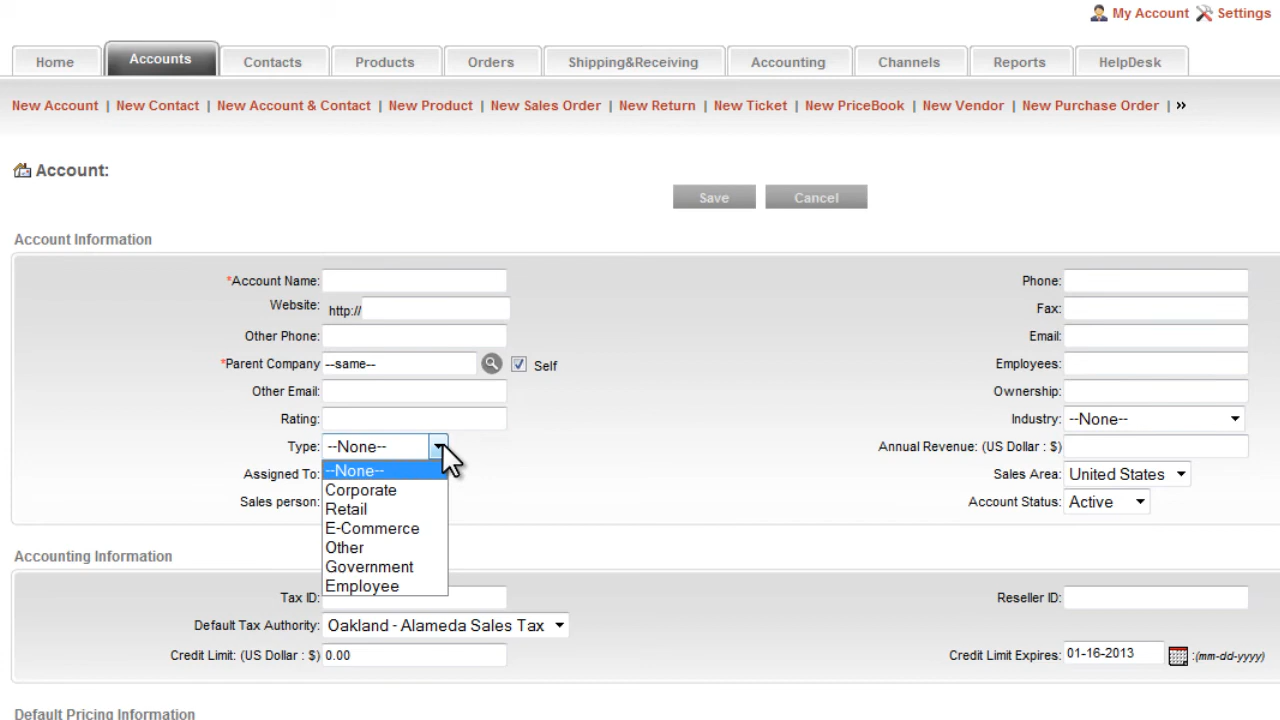 My Account Settings
Home Accounts Contacts Products Orders Shipping&Receiving Accounting Channels Reports HelpDesk
New Account | New Contact | New Account & Contact | New Product | New Sales Order | New Return | New Ticket | New PriceBook | New Vendor | New Purchase Order | »
Account:
Save Cancel
Account Information
*Account Name: Phone:
Website: http:// Fax:
Other Phone: Email:
*Parent Company --same-- Self Employees:
Other Email: Ownership:
Rating: Industry: --None--
Type: --None-- Annual Revenue: (US Dollar : $)
Assigned To: --None-- Sales Area: United States
Corporate
Sales person: Retail Account Status: Active
E-Commerce
Other
Accounting Information
Government
Employee
Tax ID: Reseller ID:
Default Tax Authority: Oakland - Alameda Sales Tax
Credit Limit: (US Dollar : $) 0.00 Credit Limit Expires: 01-16-2013 :(mm-dd-yyyy)
Default Pricing Information